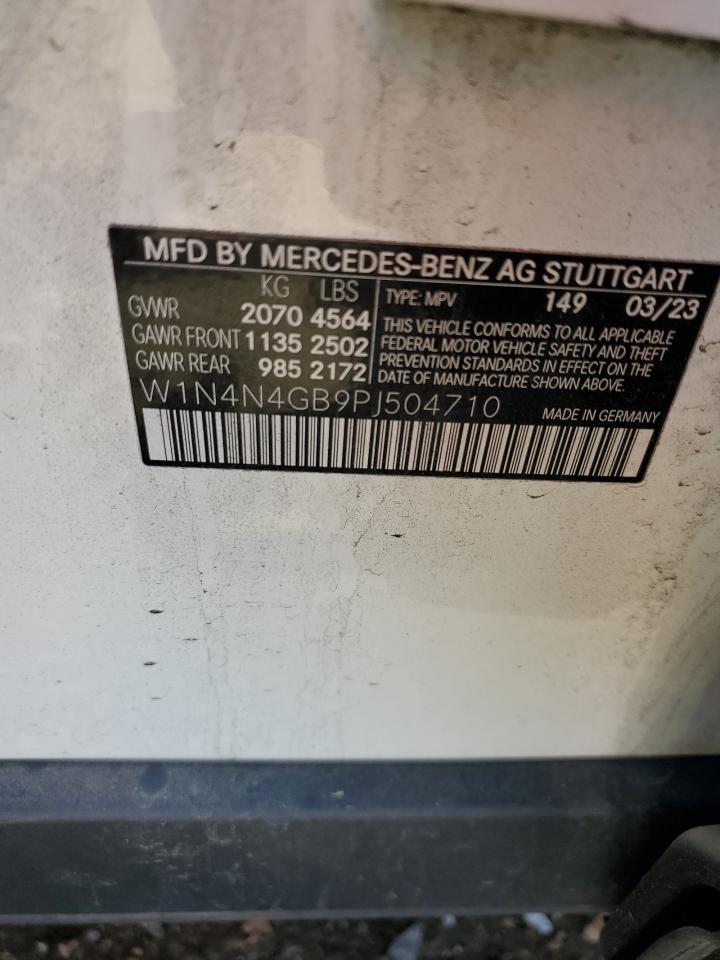 MFD BY MERCEDES-BENZ AG STUTTGART
KG LBS
GVWR 2070 4564
GAWR FRONT 1135 2502
GAWR REAR 985 2172
TYPE: MPV 149 03/23
THIS VEHICLE CONFORMS TO ALL APPLICABLE
FEDERAL MOTOR VEHICLE SAFETY AND THEFT
PREVENTION STANDARDS IN EFFECT ON THE
DATE OF MANUFACTURE SHOWN ABOVE.
W1N4N4GB9PJ504710
MADE IN GERMANY